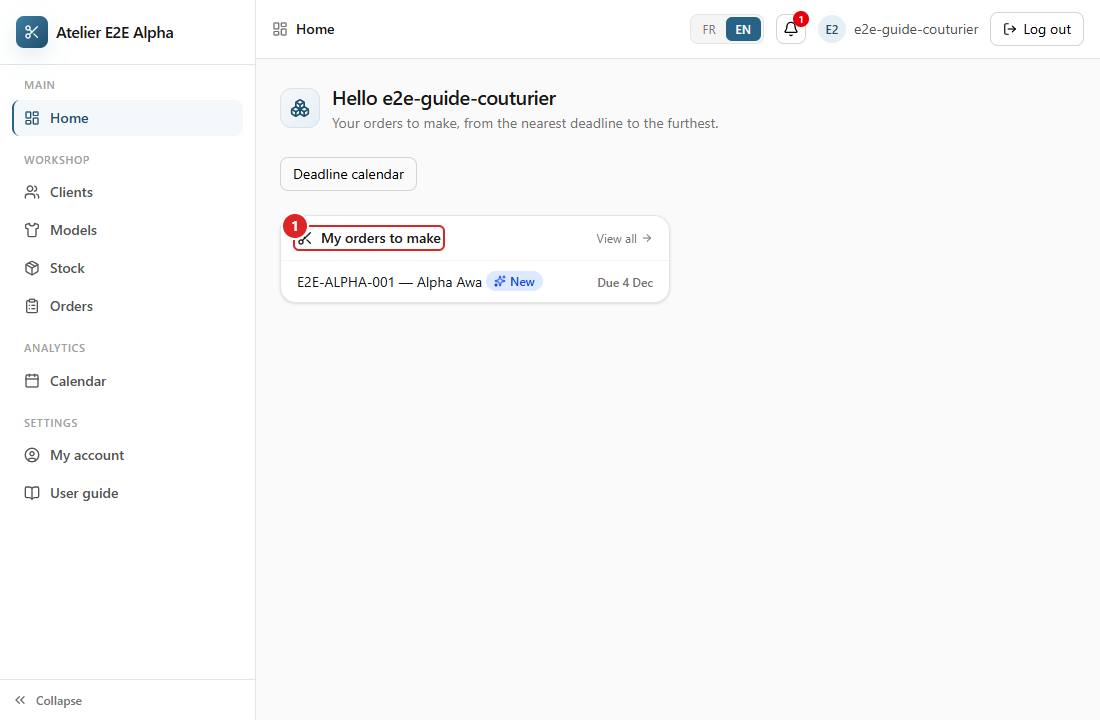 Atelier E2E Alpha
Home
FR EN
1
E2
e2e-guide-couturier
Log out
MAIN
Home
WORKSHOP
Clients
Models
Stock
Orders
ANALYTICS
Calendar
SETTINGS
My account
User guide
Collapse
Hello e2e-guide-couturier
Your orders to make, from the nearest deadline to the furthest.
Deadline calendar
1
My orders to make
View all →
E2E-ALPHA-001 — Alpha Awa New
Due 4 Dec